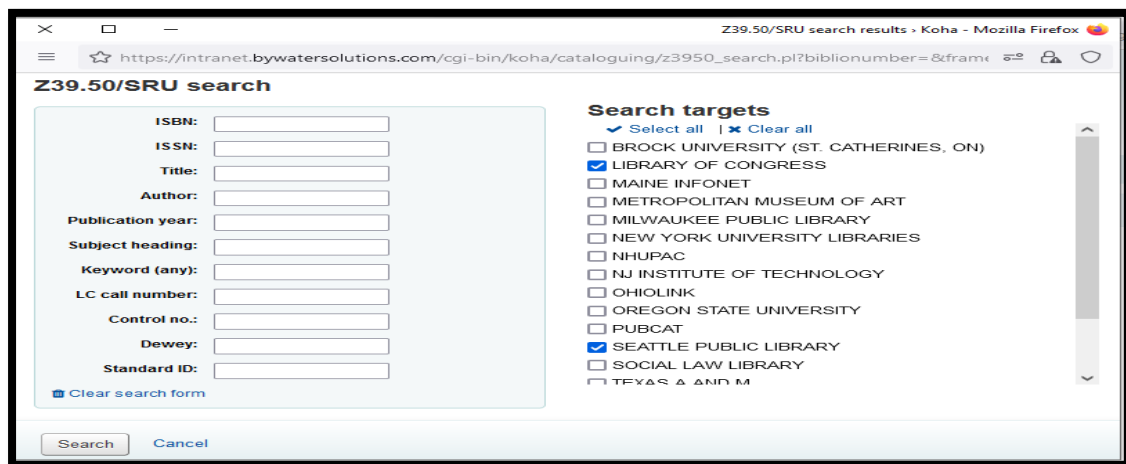 Z39.50/SRU search results › Koha - Mozilla Firefox
https://intranet.bywatersolutions.com/cgi-bin/koha/cataloguing/z3950_search.pl?biblionumber=&frame
Z39.50/SRU search
ISBN:
ISSN:
Title:
Author:
Publication year:
Subject heading:
Keyword (any):
LC call number:
Control no.:
Dewey:
Standard ID:
Clear search form
Search targets
Select all | Clear all
BROCK UNIVERSITY (ST. CATHERINES, ON)
LIBRARY OF CONGRESS
MAINE INFONET
METROPOLITAN MUSEUM OF ART
MILWAUKEE PUBLIC LIBRARY
NEW YORK UNIVERSITY LIBRARIES
NHUPAC
NJ INSTITUTE OF TECHNOLOGY
OHIOLINK
OREGON STATE UNIVERSITY
PUBCAT
SEATTLE PUBLIC LIBRARY
SOCIAL LAW LIBRARY
TEXAS A AND M
Search Cancel